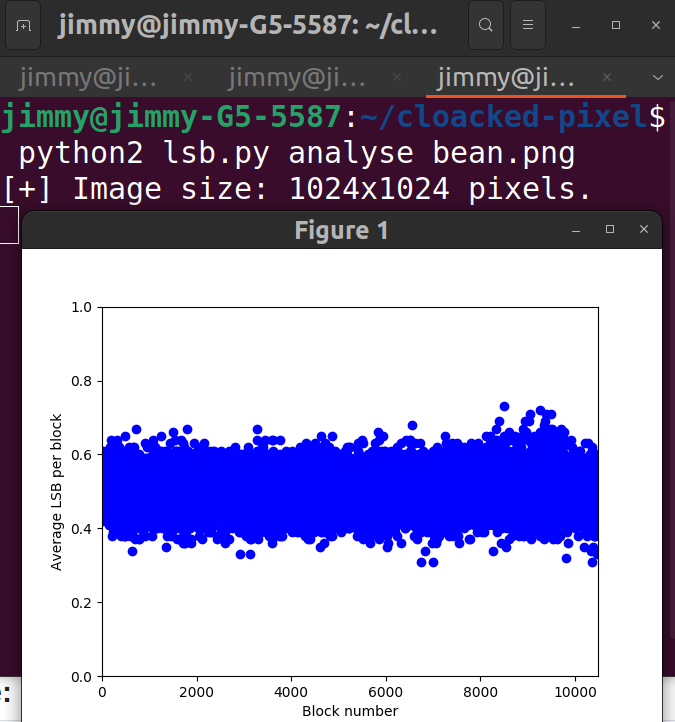 jimmy@jimmy-G5-5587: ~/cl...
jimmy@ji... × jimmy@ji... × jimmy@ji... ×
jimmy@jimmy-G5-5587:~/cloacked-pixel$
python2 lsb.py analyse bean.png
[+] Image size: 1024x1024 pixels.
Figure 1
1.0
0.8
0.6
0.4
0.2
0.0
Average LSB per block
0 2000 4000 6000 8000 10000
Block number